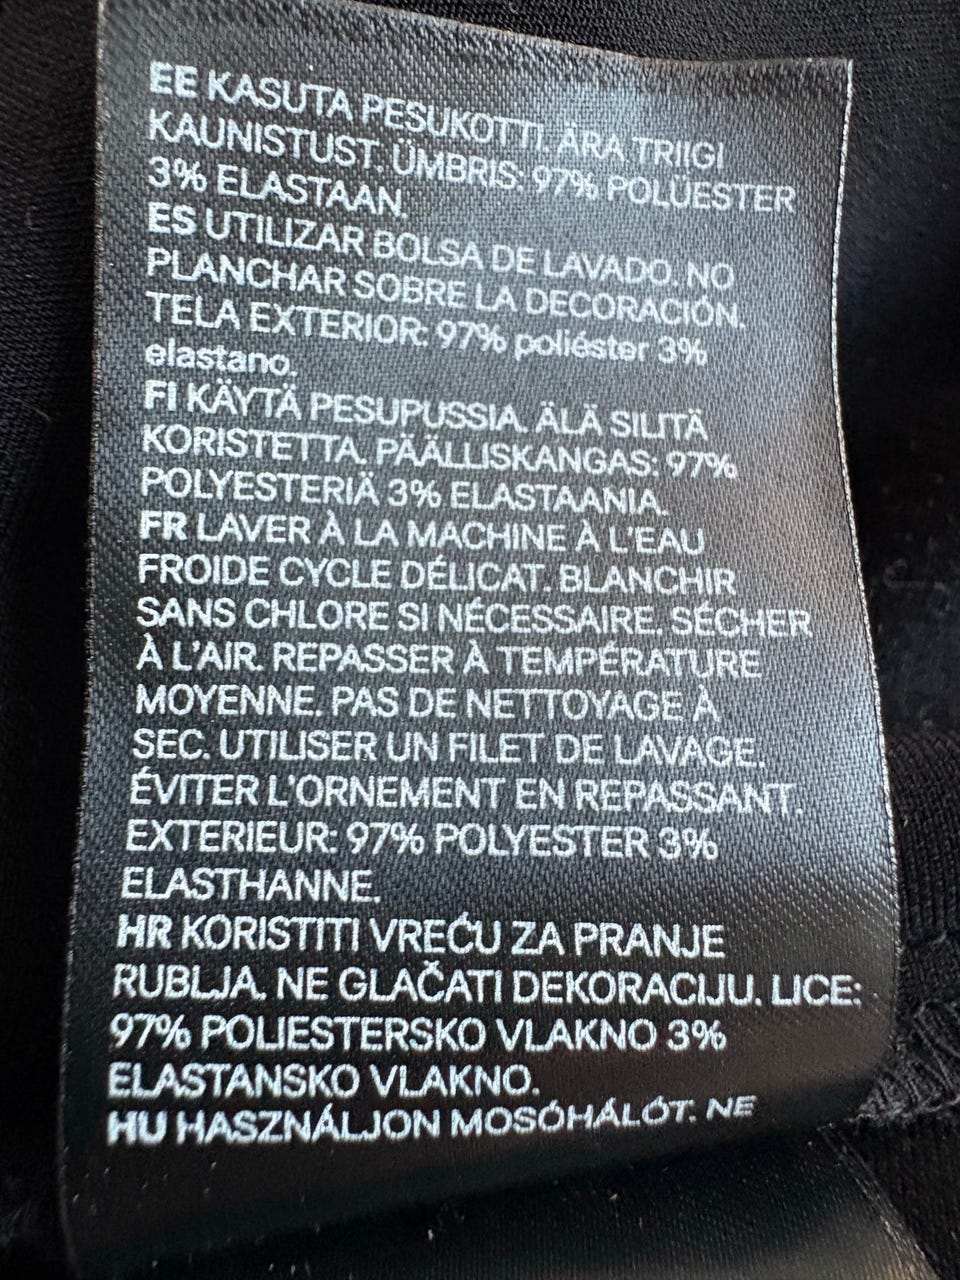 EE KASUTA PESUKOTTI. ÄRA TRIIGI
KAUNISTUST. ÜMBRIS: 97% POLÜESTER
3% ELASTAAN.
ES UTILIZAR BOLSA DE LAVADO. NO
PLANCHAR SOBRE LA DECORACIÓN.
TELA EXTERIOR: 97% poliéster 3%
elastano.
FI KÄYTÄ PESUPUSSIA. ÄLÄ SILITÄ
KORISTETTA. PÄÄLLISKANGAS: 97%
POLYESTERIÄ 3% ELASTAANIA.
FR LAVER À LA MACHINE À L'EAU
FROIDE CYCLE DÉLICAT. BLANCHIR
SANS CHLORE SI NÉCESSAIRE. SÉCHER
À L'AIR. REPASSER À TEMPÉRATURE
MOYENNE. PAS DE NETTOYAGE À
SEC. UTILISER UN FILET DE LAVAGE.
ÉVITER L'ORNEMENT EN REPASSANT.
EXTERIEUR: 97% POLYESTER 3%
ELASTHANNE.
HR KORISTITI VREĆU ZA PRANJE
RUBLJA. NE GLAČATI DEKORACIJU. LICE:
97% POLIESTERSKO VLAKNO 3%
ELASTANSKO VLAKNO.
HU HASZNÁLJON MOSÓHÁLÓT. NE